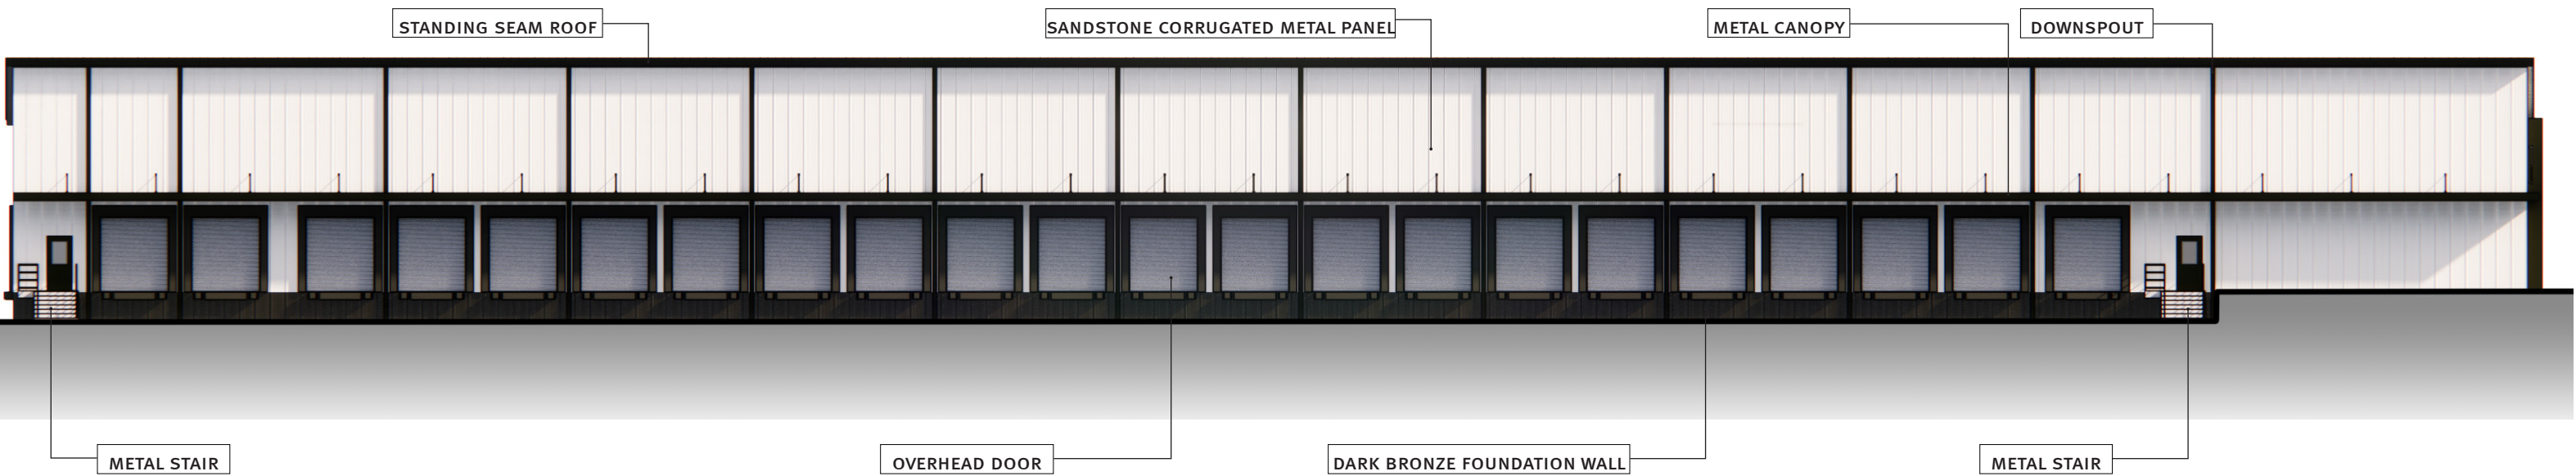 STANDING SEAM ROOF
SANDSTONE CORRUGATED METAL PANEL
METAL CANOPY
DOWNSPOUT
METAL STAIR
OVERHEAD DOOR
DARK BRONZE FOUNDATION WALL
METAL STAIR